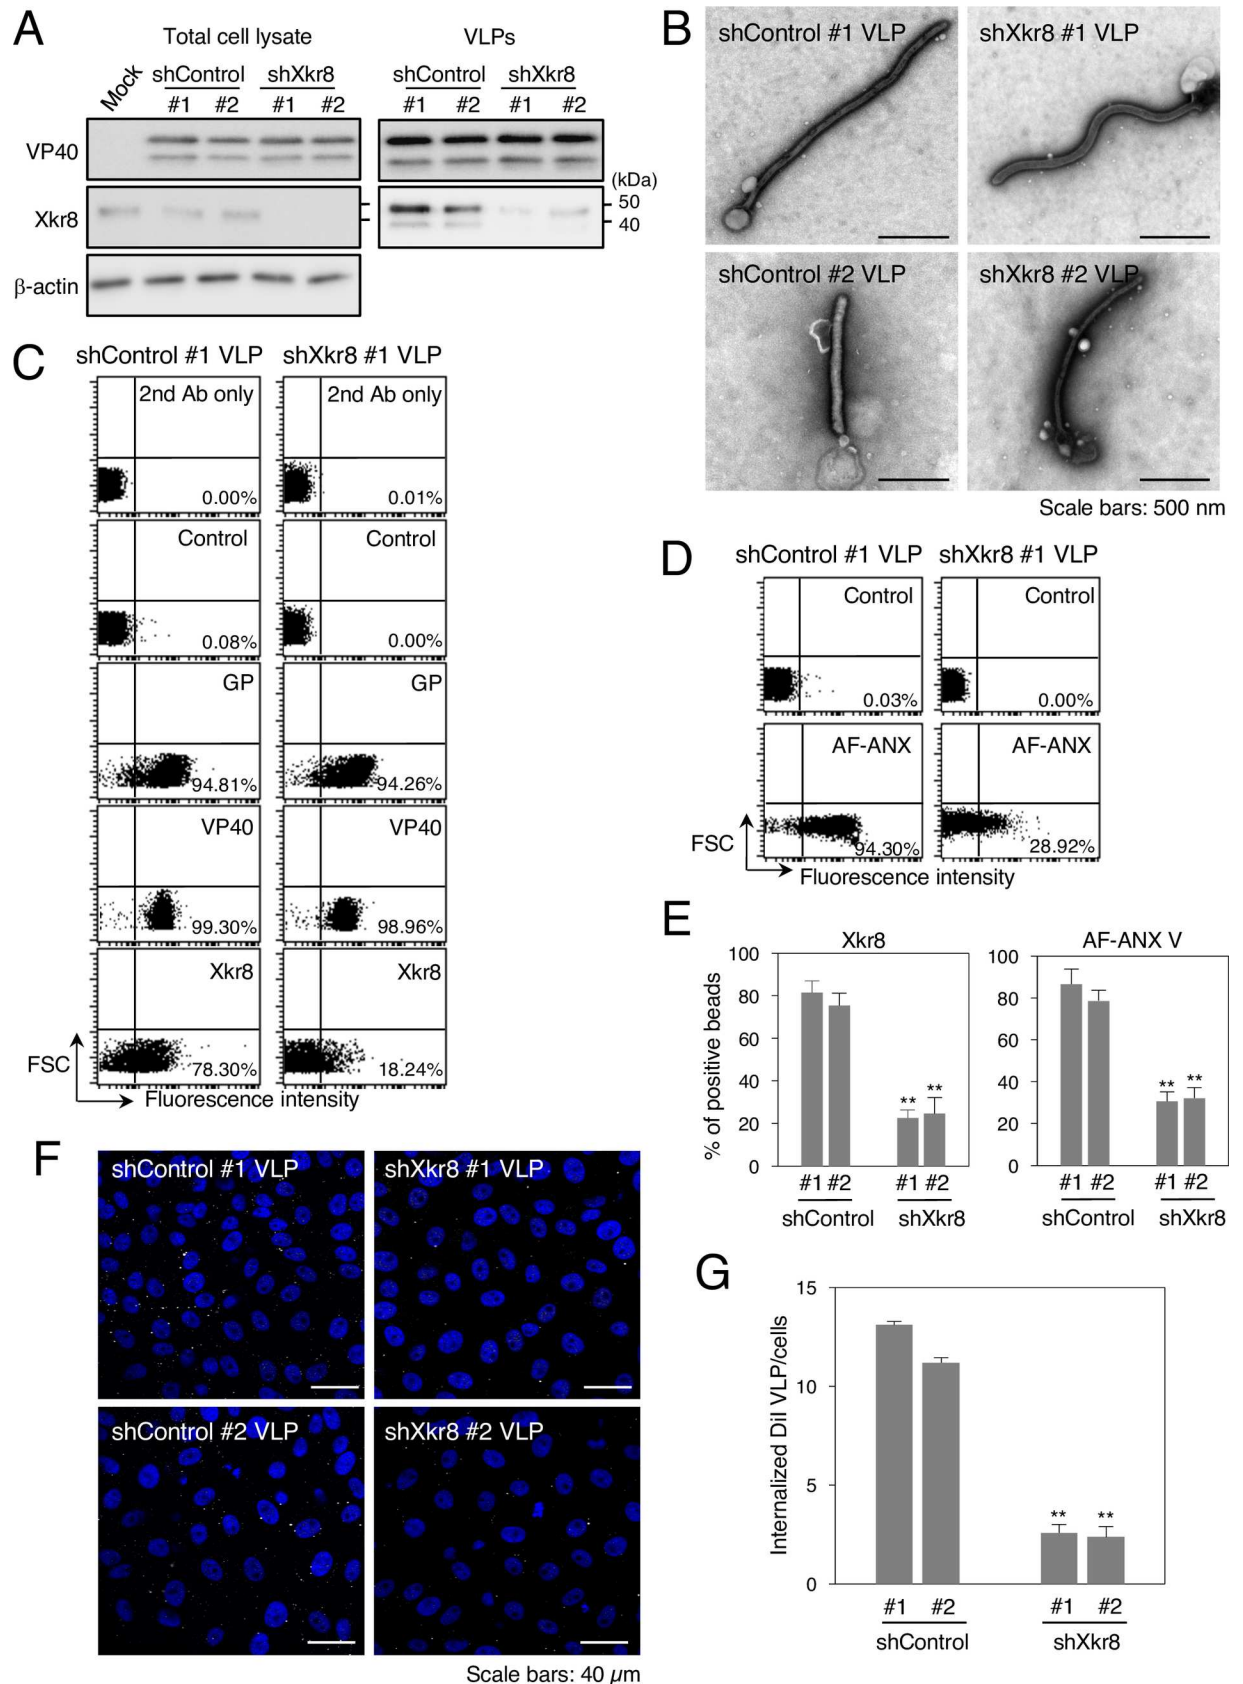 A
Total cell lysate
VLPs
Mock
shControl
shXkr8
shControl
shXkr8
#1 #2 #1 #2
#1 #2 #1 #2
VP40
(kDa)
Xkr8
50
40
β-actin
B
shControl #1 VLP
shXkr8 #1 VLP
shControl #2 VLP
shXkr8 #2 VLP
Scale bars: 500 nm
C
shControl #1 VLP
shXkr8 #1 VLP
2nd Ab only
0.00%
2nd Ab only
0.01%
Control
0.08%
Control
0.00%
GP
94.81%
GP
94.26%
VP40
99.30%
VP40
98.96%
Xkr8
78.30%
Xkr8
18.24%
FSC
Fluorescence intensity
D
shControl #1 VLP
shXkr8 #1 VLP
Control
0.03%
Control
0.00%
AF-ANX
94.30%
AF-ANX
28.92%
FSC
Fluorescence intensity
E
Xkr8
% of positive beads
100
80
60
40
20
0
**
**
#1 #2
#1 #2
shControl
shXkr8
AF-ANX V
100
80
60
40
20
0
**
**
#1 #2
#1 #2
shControl
shXkr8
F
shControl #1 VLP
shXkr8 #1 VLP
shControl #2 VLP
shXkr8 #2 VLP
Scale bars: 40 µm
G
Internalized DiI VLP/cells
15
10
5
0
**
**
#1 #2
#1 #2
shControl
shXkr8